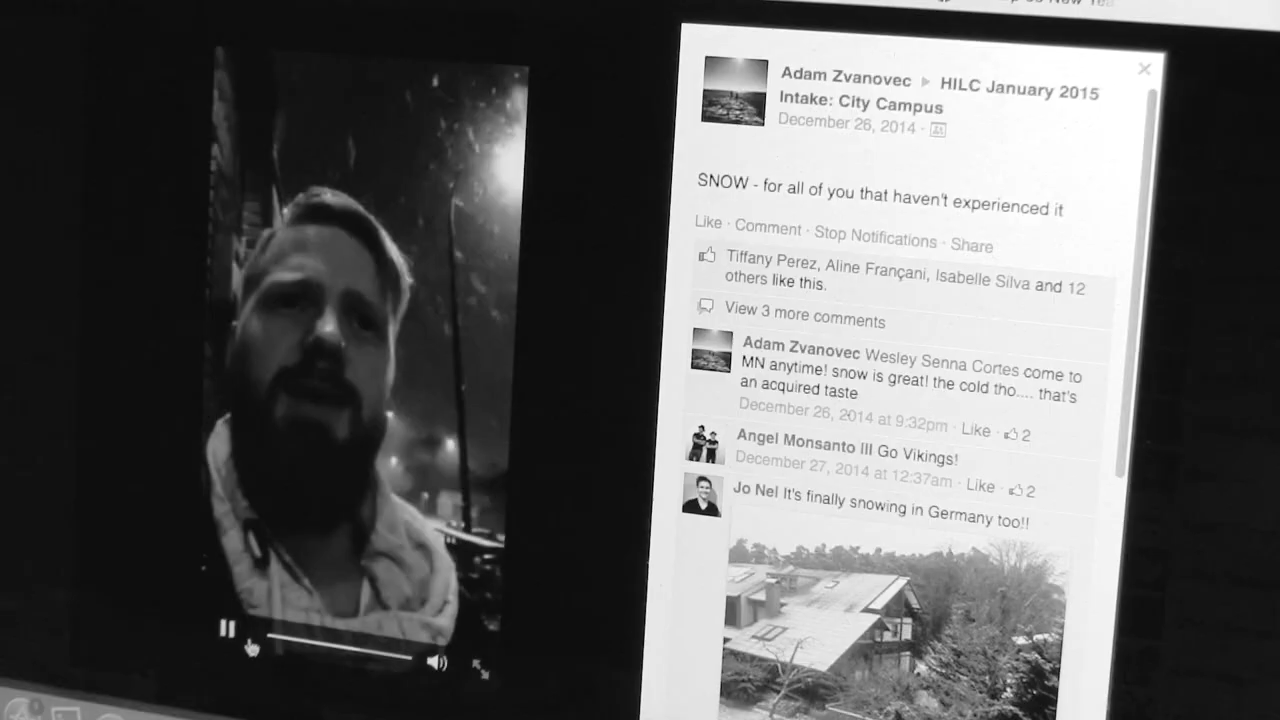 Adam Zvanovec ▸ HILC January 2015
Intake: City Campus
December 26, 2014 ·
SNOW - for all of you that haven't experienced it
Like · Comment · Stop Notifications · Share
Tiffany Perez, Aline Françani, Isabelle Silva and 12
others like this.
View 3 more comments
Adam Zvanovec Wesley Senna Cortes come to
MN anytime! snow is great! the cold tho.... that's
an acquired taste
December 26, 2014 at 9:32pm · Like · 2
Angel Monsanto III Go Vikings!
December 27, 2014 at 12:37am · Like · 2
Jo Nel It's finally snowing in Germany too!!